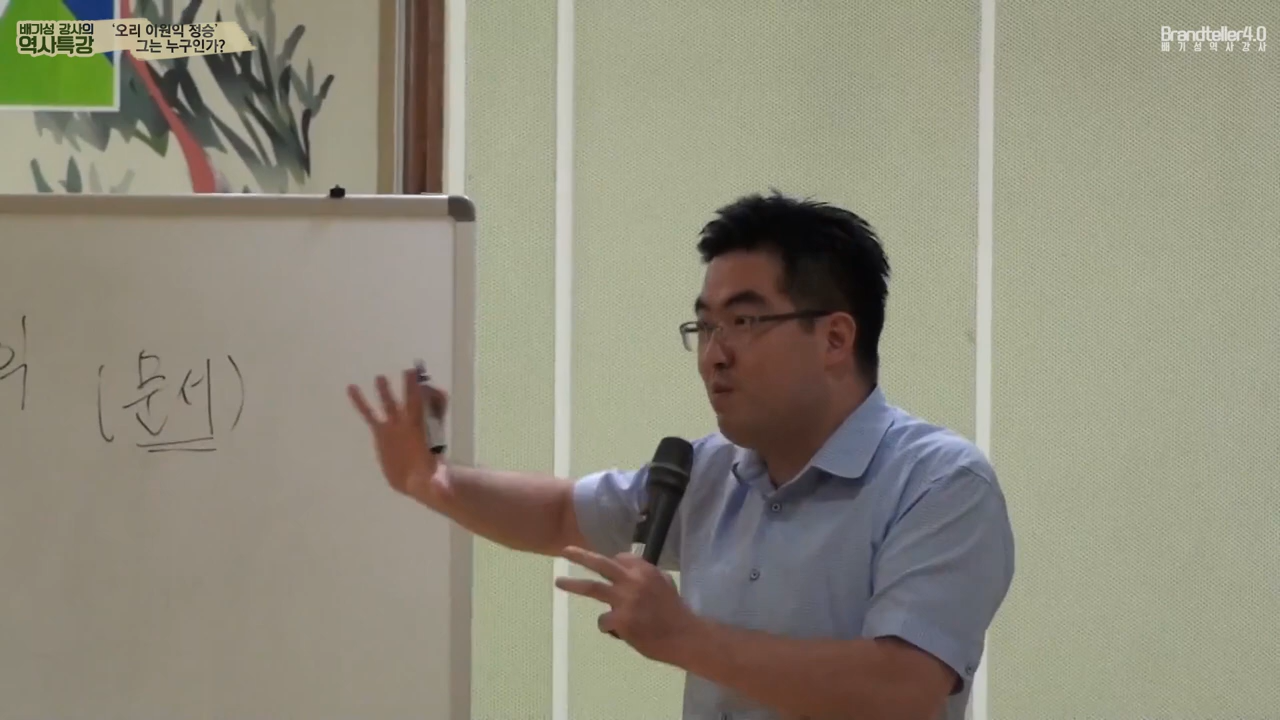 배기성 강사의
역사특강
'오리 이원익 정승'
그는 누구인가?
Brandteller4.0
배기성역사강사
(문서)